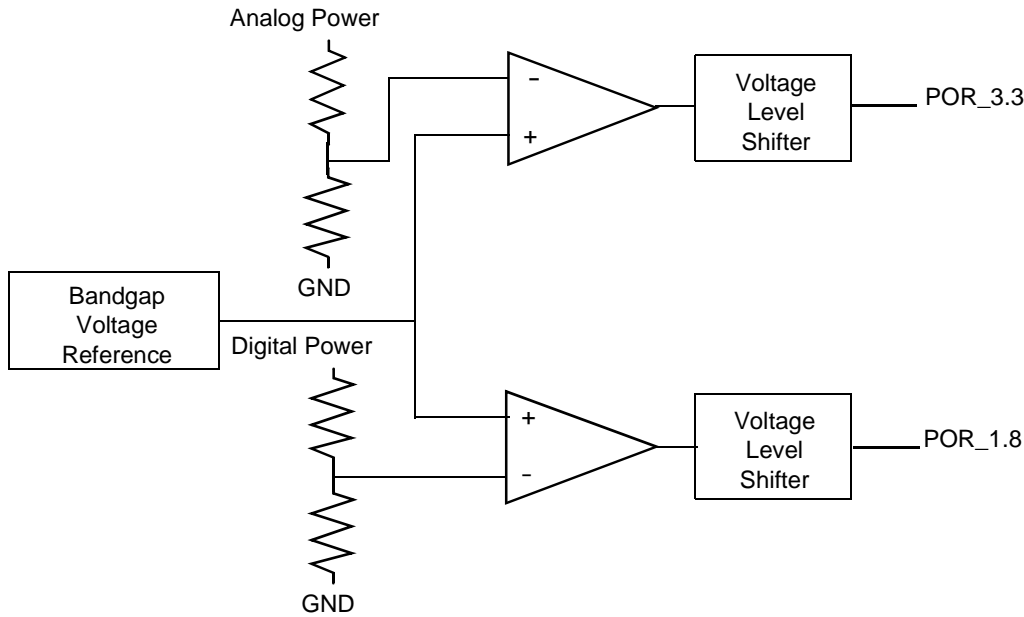 Analog Power
-
+
Voltage
Level
Shifter
POR_3.3
GND
Bandgap
Voltage
Reference
Digital Power
+
-
Voltage
Level
Shifter
POR_1.8
GND